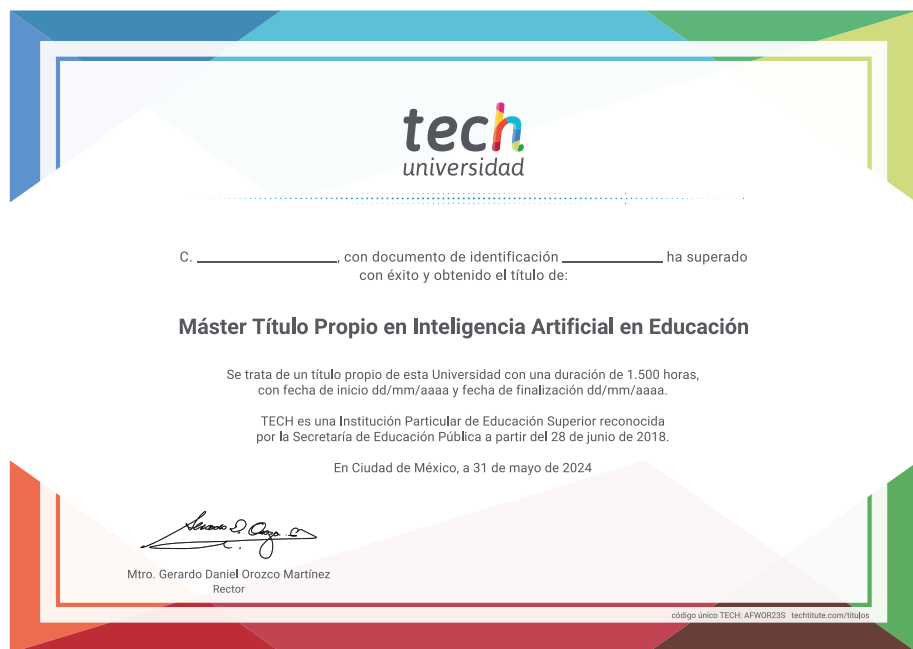 tech
universidad
C. ____________, con documento de identificación ____________ ha superado
con éxito y obtenido el título de:
Máster Título Propio en Inteligencia Artificial en Educación
Se trata de un título propio de esta Universidad con una duración de 1.500 horas,
con fecha de inicio dd/mm/aaaa y fecha de finalización dd/mm/aaaa.
TECH es una Institución Particular de Educación Superior reconocida
por la Secretaría de Educación Pública a partir del 28 de junio de 2018.
En Ciudad de México, a 31 de mayo de 2024
Mtro. Gerardo Daniel Orozco Martínez
Rector
código único TECH: AFWOR23S techtitute.com/titulos